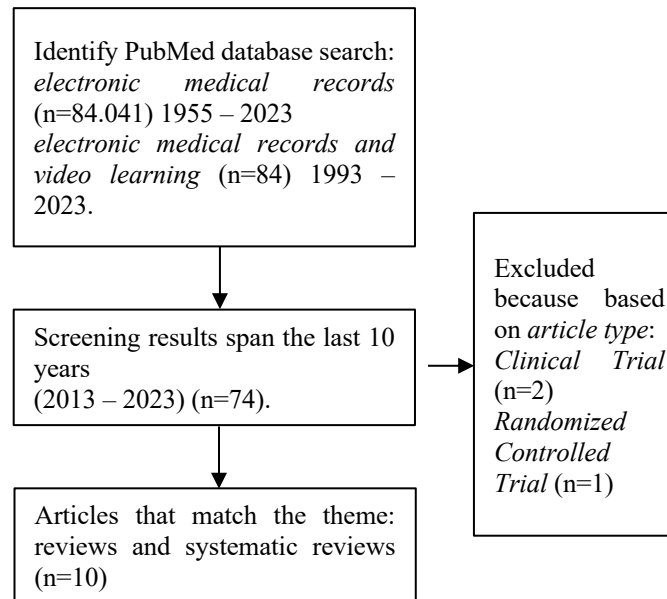 Identify PubMed database search:
electronic medical records
(n=84.041) 1955 – 2023
electronic medical records and
video learning (n=84) 1993 –
2023.
Screening results span the last 10
years
(2013 – 2023) (n=74).
Excluded
because based
on article type:
Clinical Trial
(n=2)
Randomized
Controlled
Trial (n=1)
Articles that match the theme:
reviews and systematic reviews
(n=10)